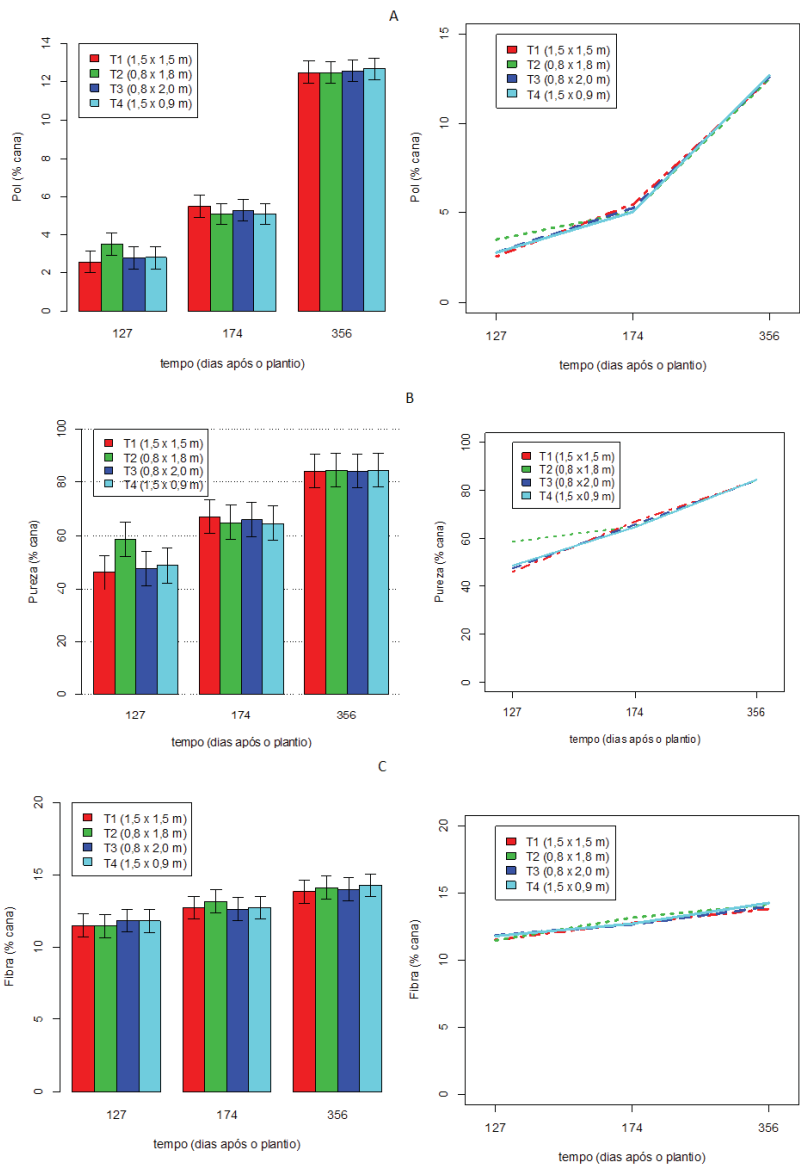 A
T1 (1,5 x 1,5 m)
T2 (0,8 x 1,8 m)
T3 (0,8 x 2,0 m)
T4 (1,5 x 0,9 m)
Pol (% cana)
0
2
4
6
8
10
12
14
127
174
356
tempo (dias após o plantio)
T1 (1,5 x 1,5 m)
T2 (0,8 x 1,8 m)
T3 (0,8 x 2,0 m)
T4 (1,5 x 0,9 m)
Pol (% cana)
0
5
10
15
127
174
356
tempo (dias após o plantio)
B
T1 (1,5 x 1,5 m)
T2 (0,8 x 1,8 m)
T3 (0,8 x 2,0 m)
T4 (1,5 x 0,9 m)
Pureza (% cana)
0
20
40
60
80
100
127
174
356
tempo (dias após o plantio)
T1 (1,5 x 1,5 m)
T2 (0,8 x 1,8 m)
T3 (0,8 x 2,0 m)
T4 (1,5 x 0,9 m)
Pureza (% cana)
0
20
40
60
80
100
127
174
356
tempo (dias após o plantio)
C
T1 (1,5 x 1,5 m)
T2 (0,8 x 1,8 m)
T3 (0,8 x 2,0 m)
T4 (1,5 x 0,9 m)
Fibra (% cana)
0
5
10
15
20
127
174
356
tempo (dias após o plantio)
T1 (1,5 x 1,5 m)
T2 (0,8 x 1,8 m)
T3 (0,8 x 2,0 m)
T4 (1,5 x 0,9 m)
Fibra (% cana)
0
5
10
15
20
127
174
356
tempo (dias após o plantio)